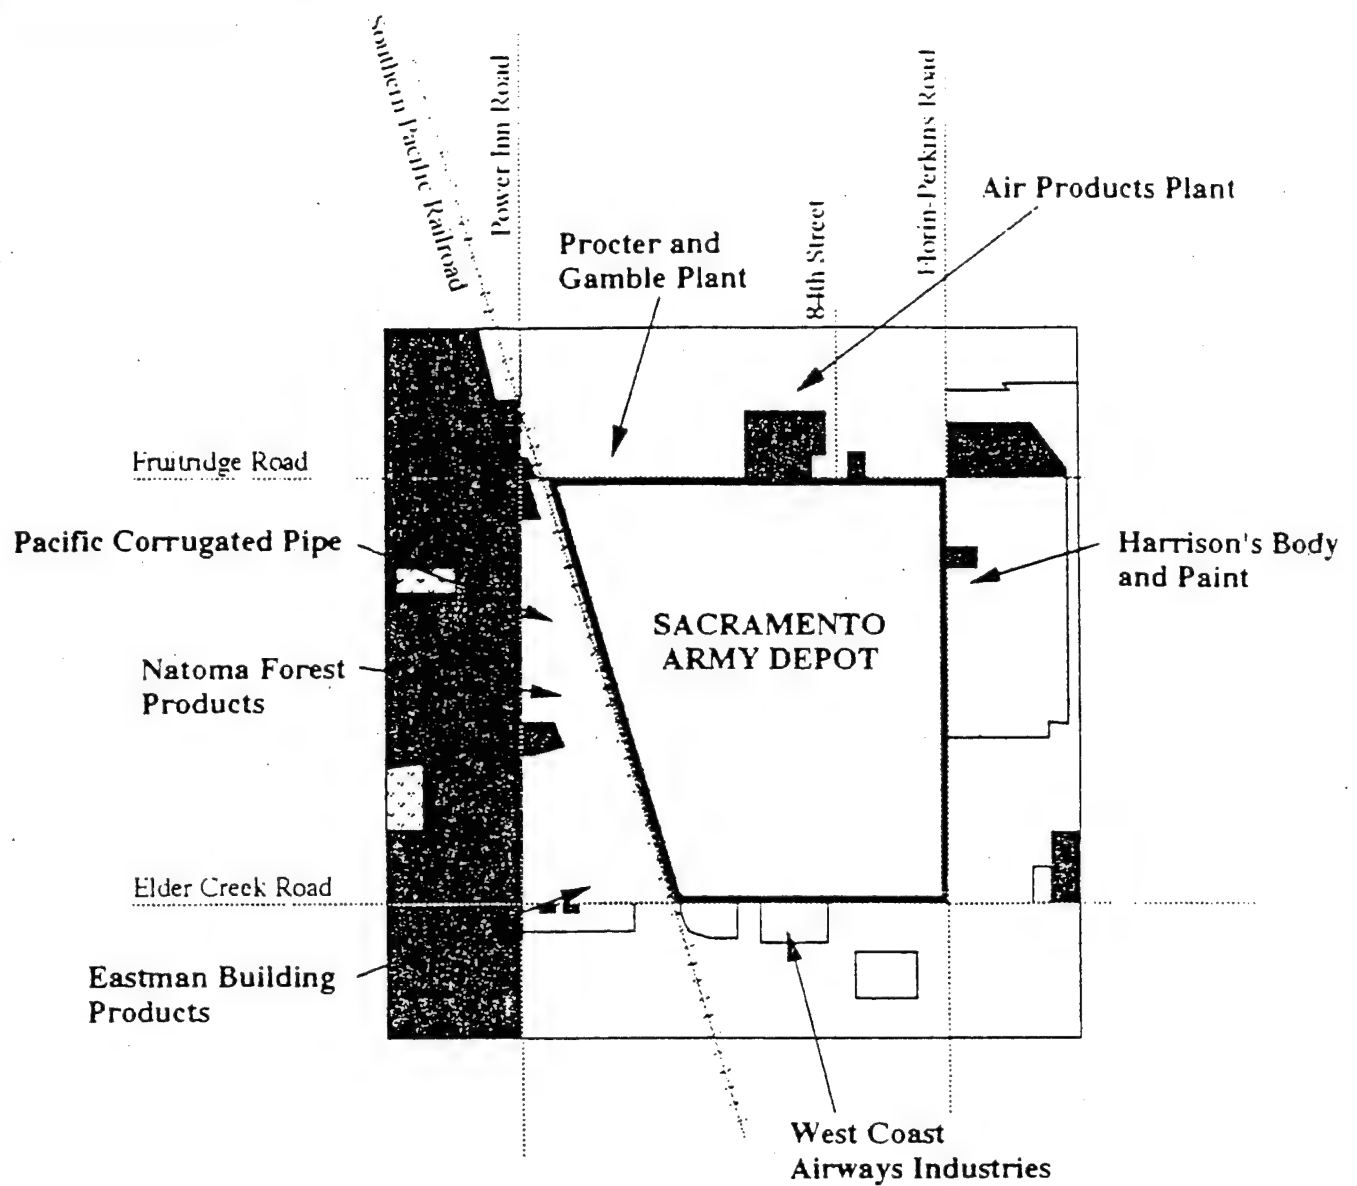 Southern Pacific Railroad
Power Inn Road
84th Street
Florin-Perkins Road
Air Products Plant
Procter and
Gamble Plant
Fruitridge Road
Pacific Corrugated Pipe
Harrison's Body
and Paint
SACRAMENTO
ARMY DEPOT
Natoma Forest
Products
Elder Creek Road
Eastman Building
Products
West Coast
Airways Industries